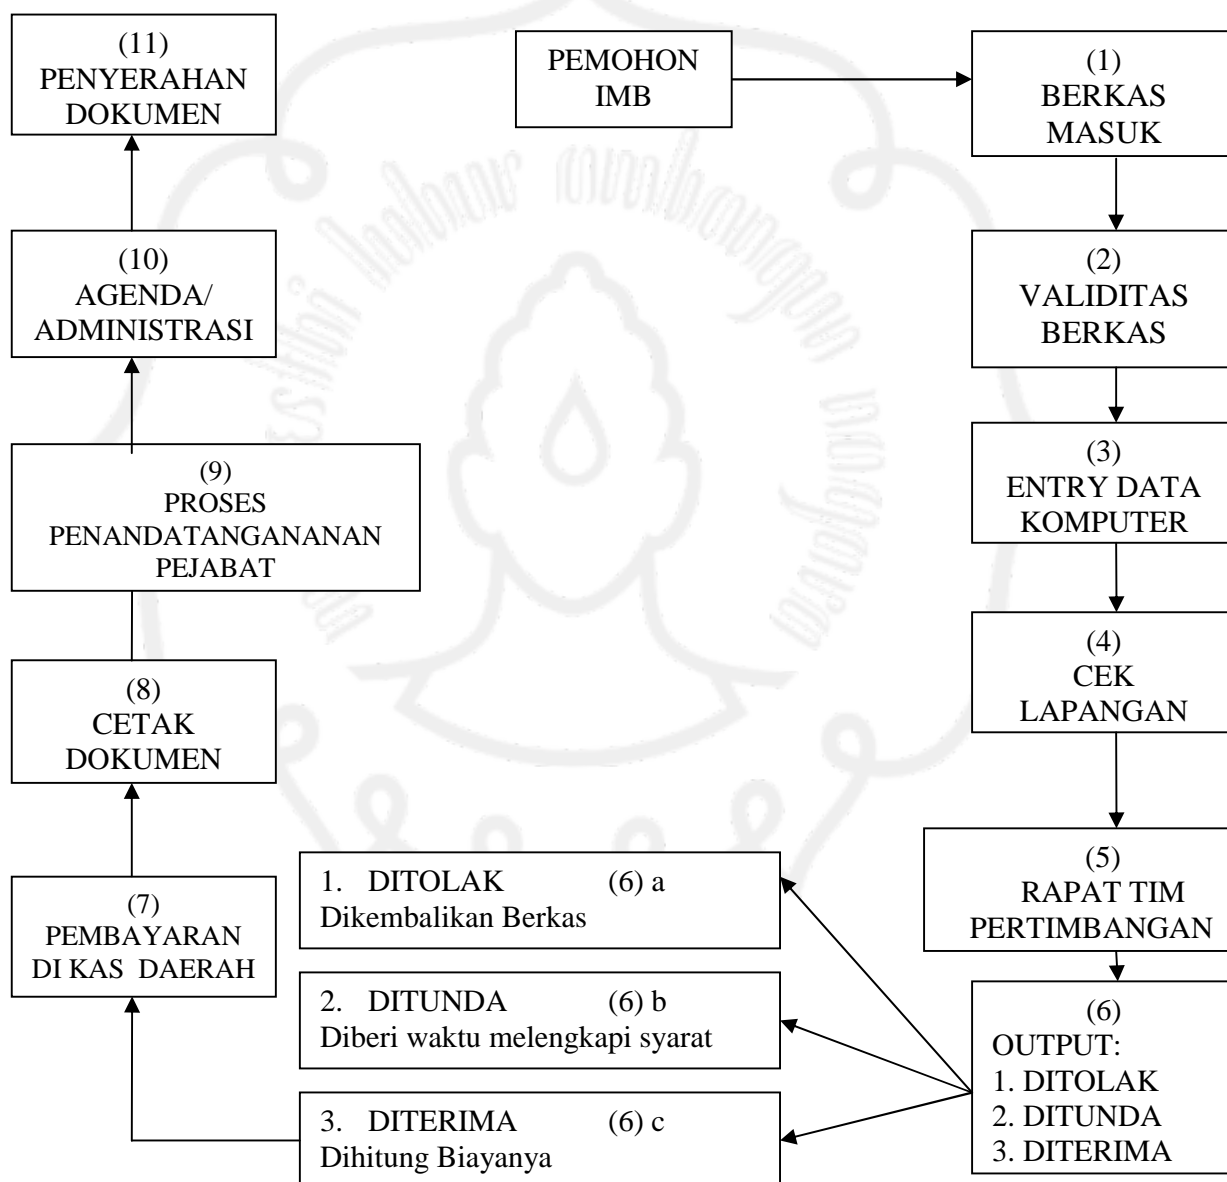 PEMOHON
IMB
(1)
BERKAS
MASUK
(2)
VALIDITAS
BERKAS
(3)
ENTRY DATA
KOMPUTER
(4)
CEK
LAPANGAN
(5)
RAPAT TIM
PERTIMBANGAN
(6)
OUTPUT:
1. DITOLAK
2. DITUNDA
3. DITERIMA
1. DITOLAK (6) a
Dikembalikan Berkas
2. DITUNDA (6) b
Diberi waktu melengkapi syarat
3. DITERIMA (6) c
Dihitung Biayanya
(7)
PEMBAYARAN
DI KAS DAERAH
(8)
CETAK
DOKUMEN
(9)
PROSES
PENANDATANGANANAN
PEJABAT
(10)
AGENDA/
ADMINISTRASI
(11)
PENYERAHAN
DOKUMEN